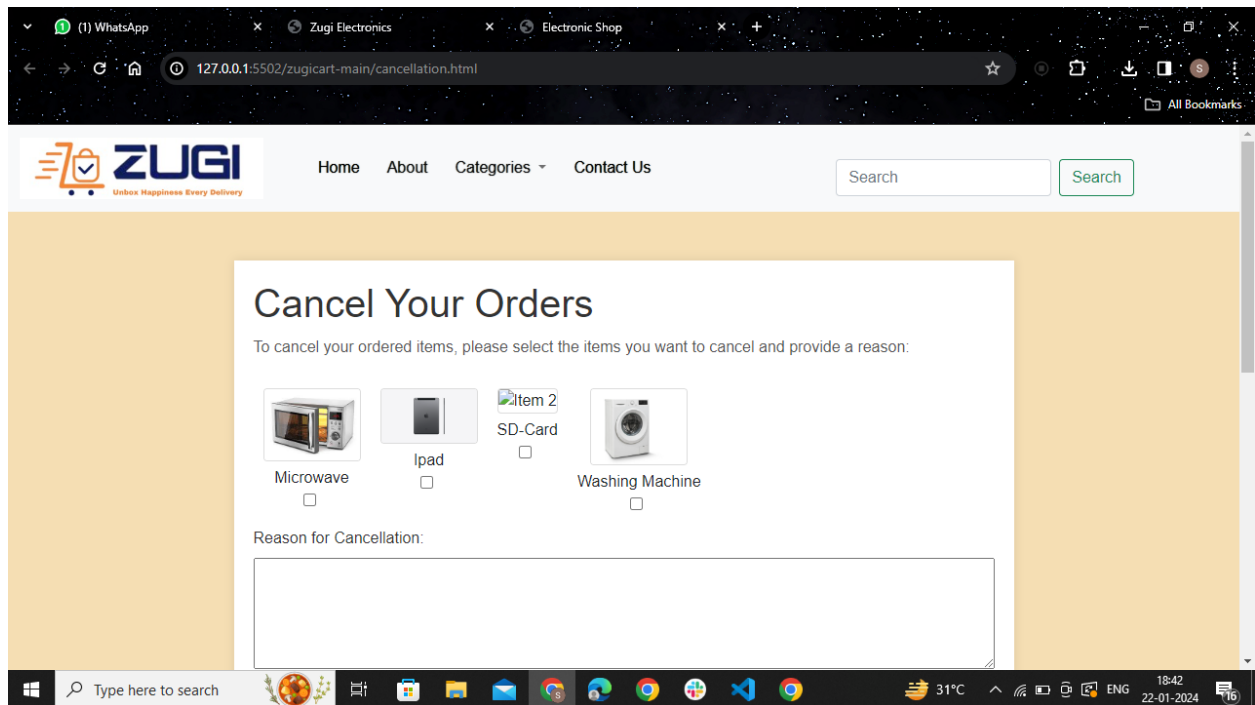 (1) WhatsApp
Zugi Electronics
Electronic Shop
127.0.0.1:5502/zugicart-main/cancellation.html
S
All Bookmarks
ZUGI
Unbox Happiness Every Delivery
Home About Categories Contact Us
Search
Search
Cancel Your Orders
To cancel your ordered items, please select the items you want to cancel and provide a reason:
Item 2
SD-Card
Ipad
Microwave
Washing Machine
Reason for Cancellation:
Type here to search
31°C
ENG
18:42
22-01-2024
16